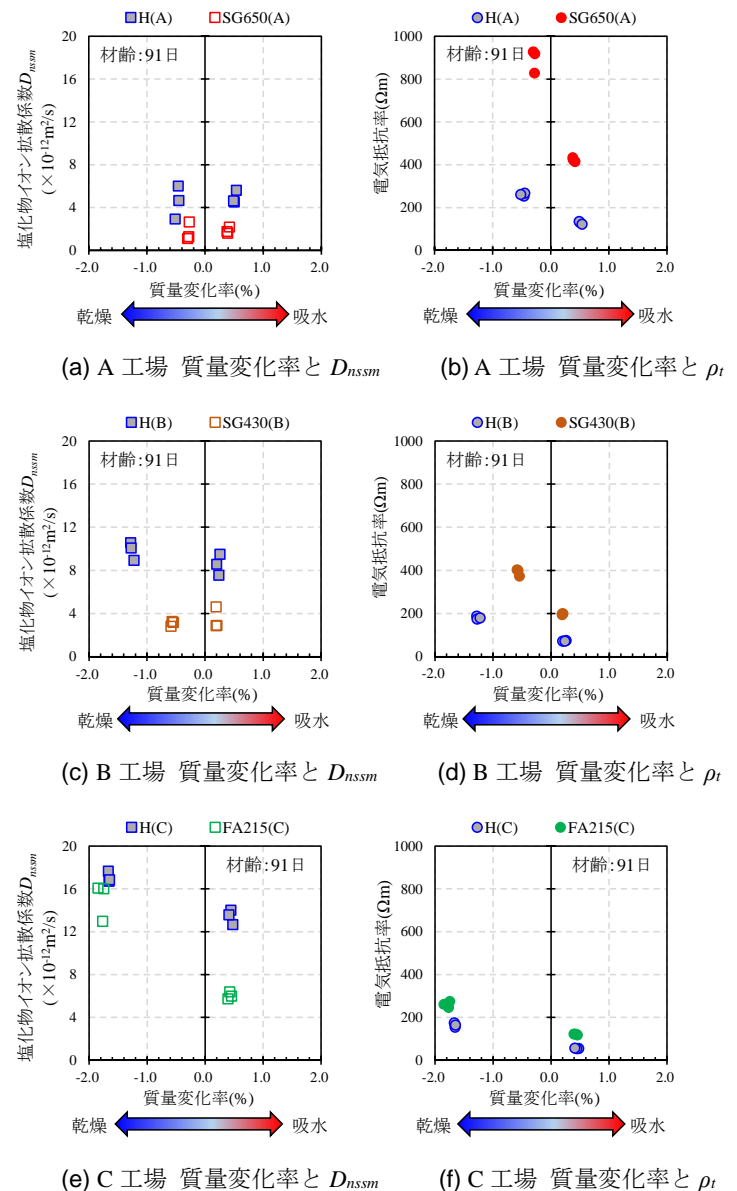 H(A) SG650(A)
H(A) SG650(A)
塩化物イオン拡散係数Dnssm
(×10-12m2/s)
20
16
12
8
4
0
材齢:91日
-2.0 -1.0 0.0 1.0 2.0
質量変化率(%)
乾燥 吸水
電気抵抗率(Ωm)
1000
800
600
400
200
0
材齢:91日
-2.0 -1.0 0.0 1.0 2.0
質量変化率(%)
乾燥 吸水
(a) A 工場 質量変化率と Dnssm
(b) A 工場 質量変化率と ρt
H(B) SG430(B)
H(B) SG430(B)
塩化物イオン拡散係数Dnssm
(×10-12m2/s)
20
16
12
8
4
0
材齢:91日
-2.0 -1.0 0.0 1.0 2.0
質量変化率(%)
乾燥 吸水
電気抵抗率(Ωm)
1000
800
600
400
200
0
材齢:91日
-2.0 -1.0 0.0 1.0 2.0
質量変化率(%)
乾燥 吸水
(c) B 工場 質量変化率と Dnssm
(d) B 工場 質量変化率と ρt
H(C) FA215(C)
H(C) FA215(C)
塩化物イオン拡散係数Dnssm
(×10-12m2/s)
20
16
12
8
4
0
材齢:91日
-2.0 -1.0 0.0 1.0 2.0
質量変化率(%)
乾燥 吸水
電気抵抗率(Ωm)
1000
800
600
400
200
0
材齢:91日
-2.0 -1.0 0.0 1.0 2.0
質量変化率(%)
乾燥 吸水
(e) C 工場 質量変化率と Dnssm
(f) C 工場 質量変化率と ρt